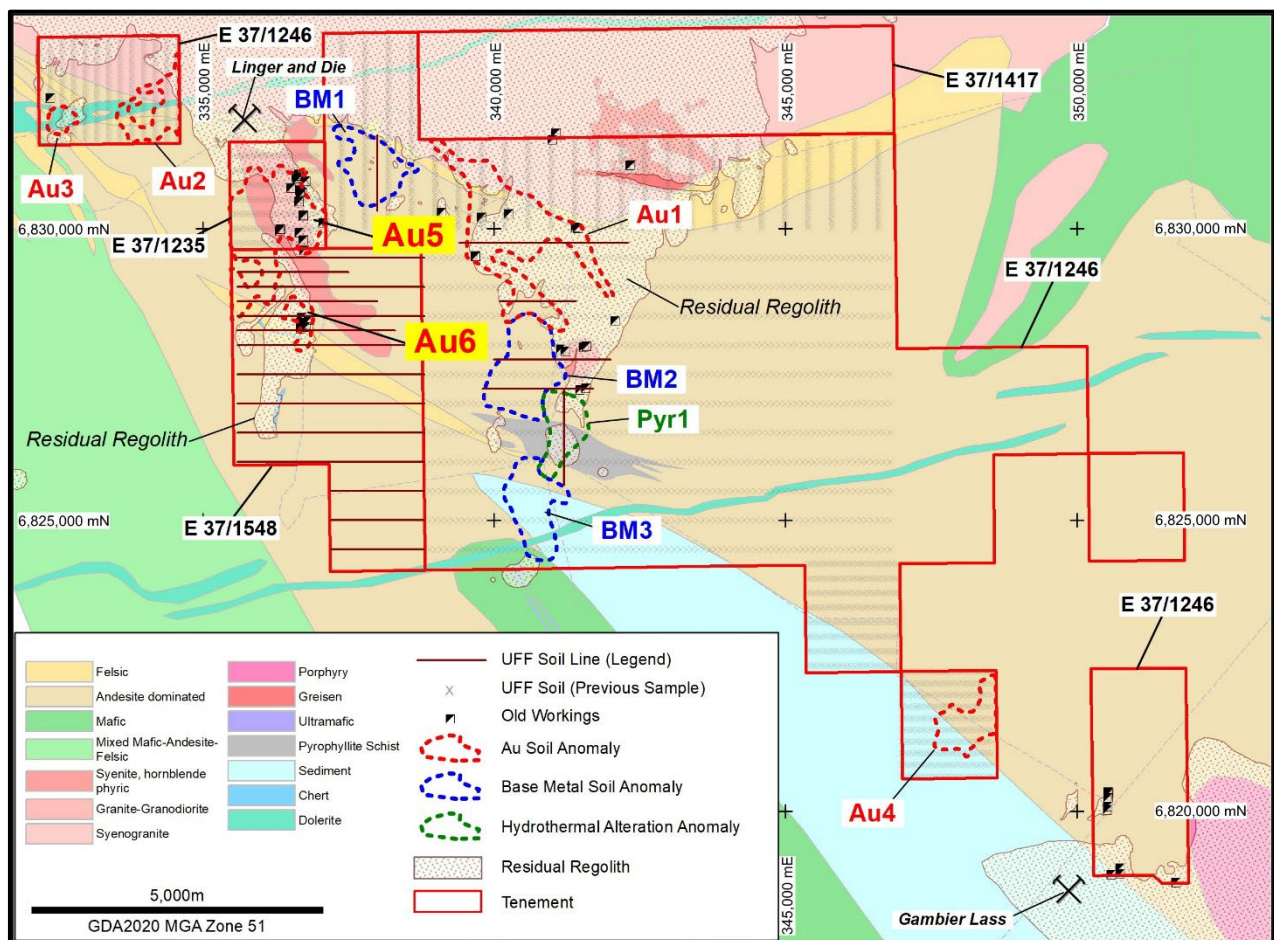 E 37/1246
Linger and Die
335,000 mE
340,000 mE
345,000 mE
350,000 mE
E 37/1417
BM1
Au3
Au2
Au1
6,830,000 mN
E 37/1235
Au5
6,830,000 mN
E 37/1246
Residual Regolith
Au6
BM2
Pyr1
Residual Regolith
6,825,000 mN
E 37/1548
BM3
6,825,000 mN
E 37/1246
Au4
6,820,000 mN
345,000 mE
Gambier Lass
Felsic
Andesite dominated
Mafic
Mixed Mafic-Andesite-
Felsic
Syenite, hornblende
phyric
Granite-Granodiorite
Syenogranite
Porphyry
Greisen
Ultramafic
Pyrophyllite Schist
Sediment
Chert
Dolerite
UFF Soil Line (Legend)
UFF Soil (Previous Sample)
Old Workings
Au Soil Anomaly
Base Metal Soil Anomaly
Hydrothermal Alteration Anomaly
Residual Regolith
Tenement
5,000m
GDA2020 MGA Zone 51